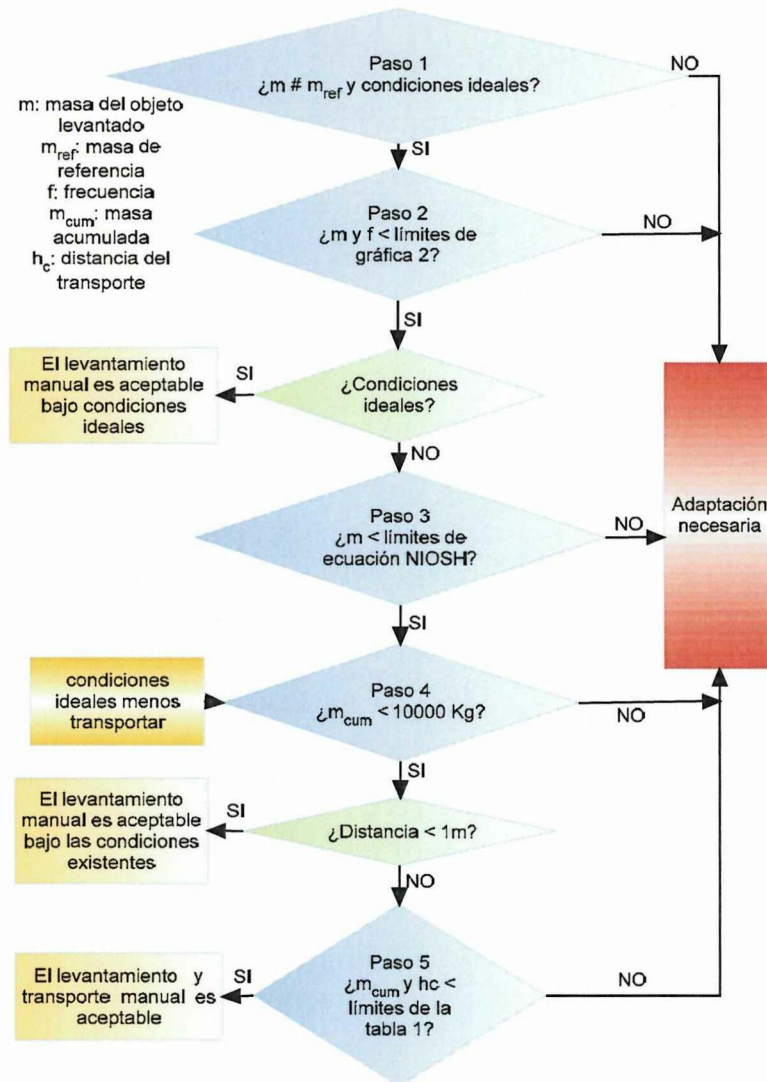 Paso 1
¿m # m_ref y condiciones ideales?
NO
m: masa del objeto
levantado
m_ref: masa de
referencia
f: frecuencia
m_cum: masa
acumulada
h_c: distancia del
transporte
SI
Paso 2
¿m y f < límites de
gráfica 2?
NO
SI
El levantamiento
manual es aceptable
bajo condiciones
ideales
SI
¿Condiciones
ideales?
NO
Paso 3
¿m < límites de
ecuación NIOSH?
NO
Adaptación
necesaria
SI
condiciones
ideales menos
transportar
Paso 4
¿m_cum < 10000 Kg?
NO
SI
El levantamiento
manual es aceptable
bajo las condiciones
existentes
SI
¿Distancia < 1m?
NO
El levantamiento y
transporte manual es
aceptable
SI
Paso 5
¿m_cum y hc <
límites de la
tabla 1?
NO